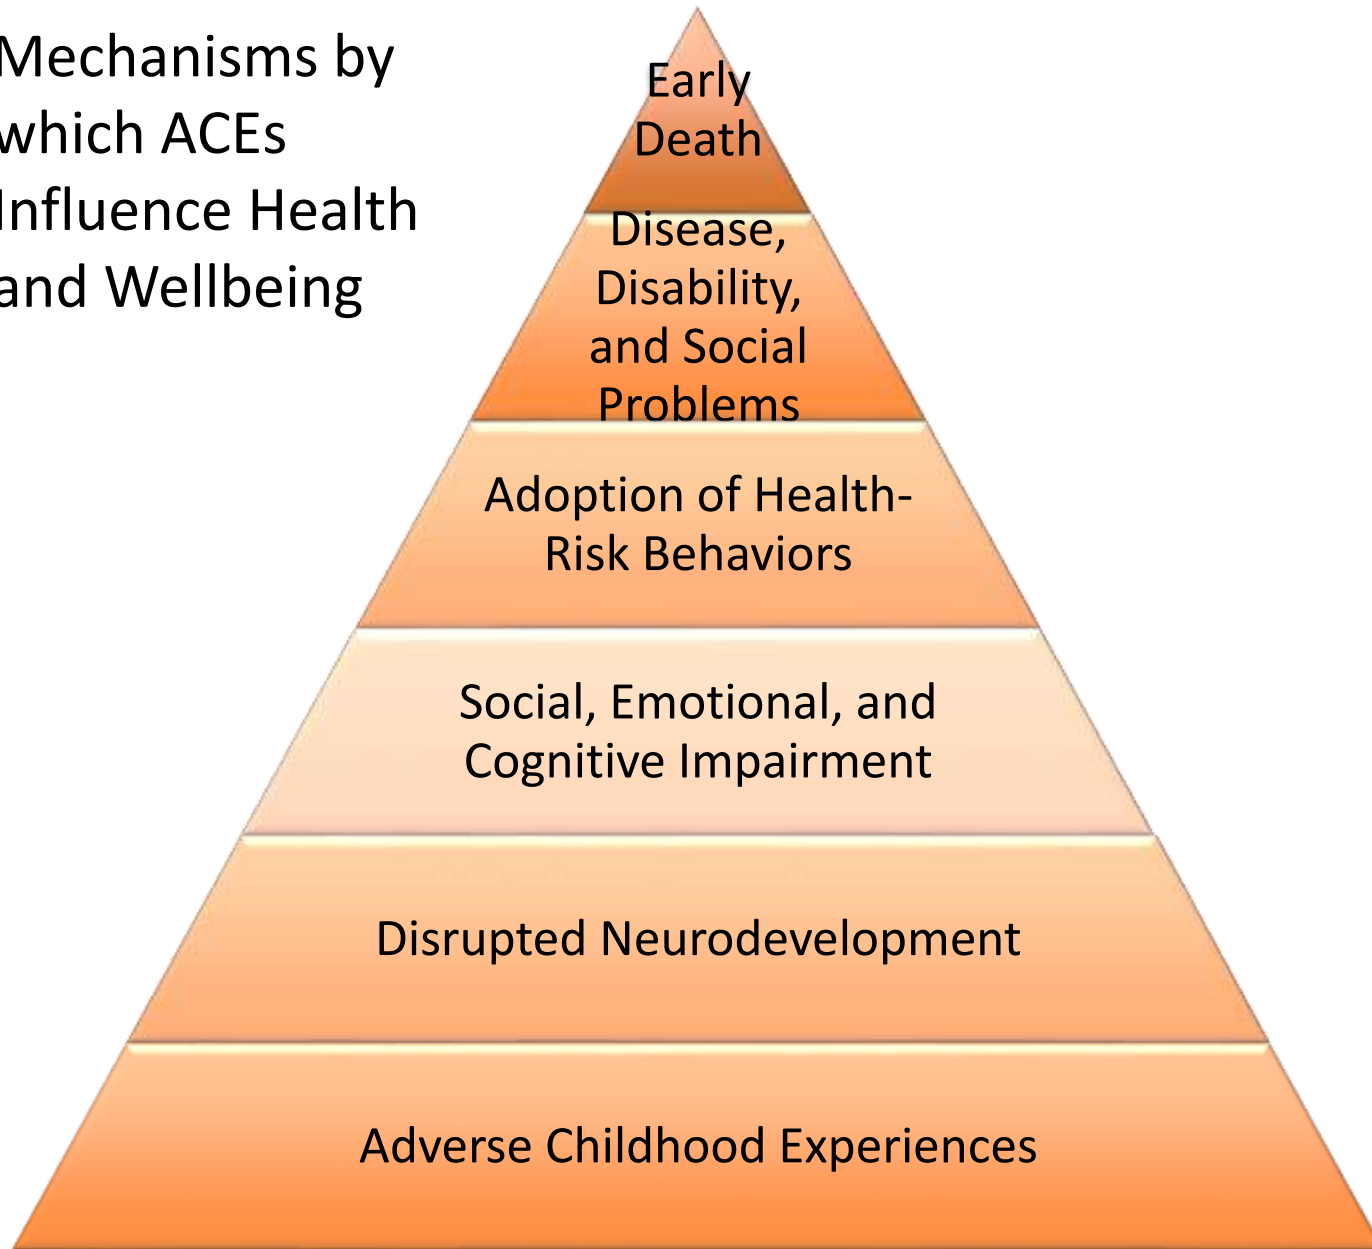 Mechanisms by
which ACEs
Influence Health
and Wellbeing
Early
Death
Disease,
Disability,
and Social
Problems
Adoption of Health-
Risk Behaviors
Social, Emotional, and
Cognitive Impairment
Disrupted Neurodevelopment
Adverse Childhood Experiences